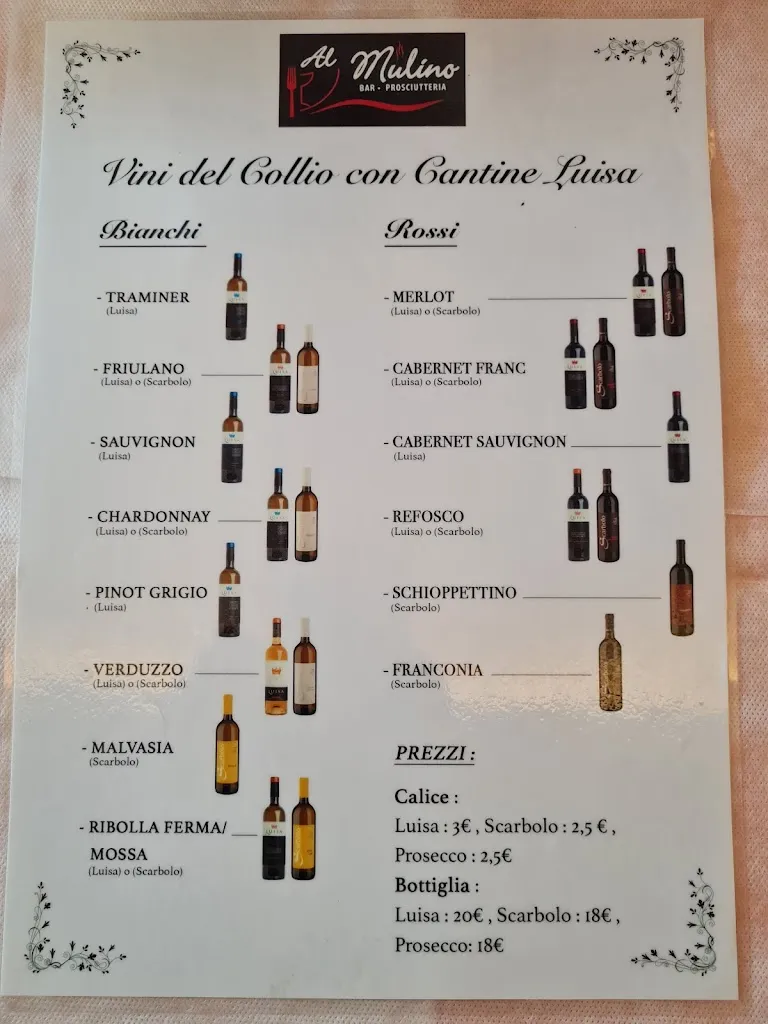 Al Mulino
BAR - PROSCIUTTERIA
Vini del Collio con Cantine Luisa
Bianchi
- TRAMINER
(Luisa)
- FRIULANO
(Luisa) o (Scarbolo)
- SAUVIGNON
(Luisa)
- CHARDONNAY
(Luisa) o (Scarbolo)
- PINOT GRIGIO
(Luisa)
- VERDUZZO
(Luisa) o (Scarbolo)
- MALVASIA
(Scarbolo)
- RIBOLLA FERMA/
MOSSA
(Luisa) o (Scarbolo)
Rossi
- MERLOT
(Luisa) o (Scarbolo)
- CABERNET FRANC
(Luisa) o (Scarbolo)
- CABERNET SAUVIGNON
(Luisa)
- REFOSCO
(Luisa) o (Scarbolo)
- SCHIOPPETTINO
(Scarbolo)
- FRANCONIA
(Scarbolo)
PREZZI :
Calice :
Luisa : 3€ , Scarbolo : 2,5 € ,
Prosecco : 2,5€
Bottiglia :
Luisa : 20€ , Scarbolo : 18€ ,
Prosecco: 18€